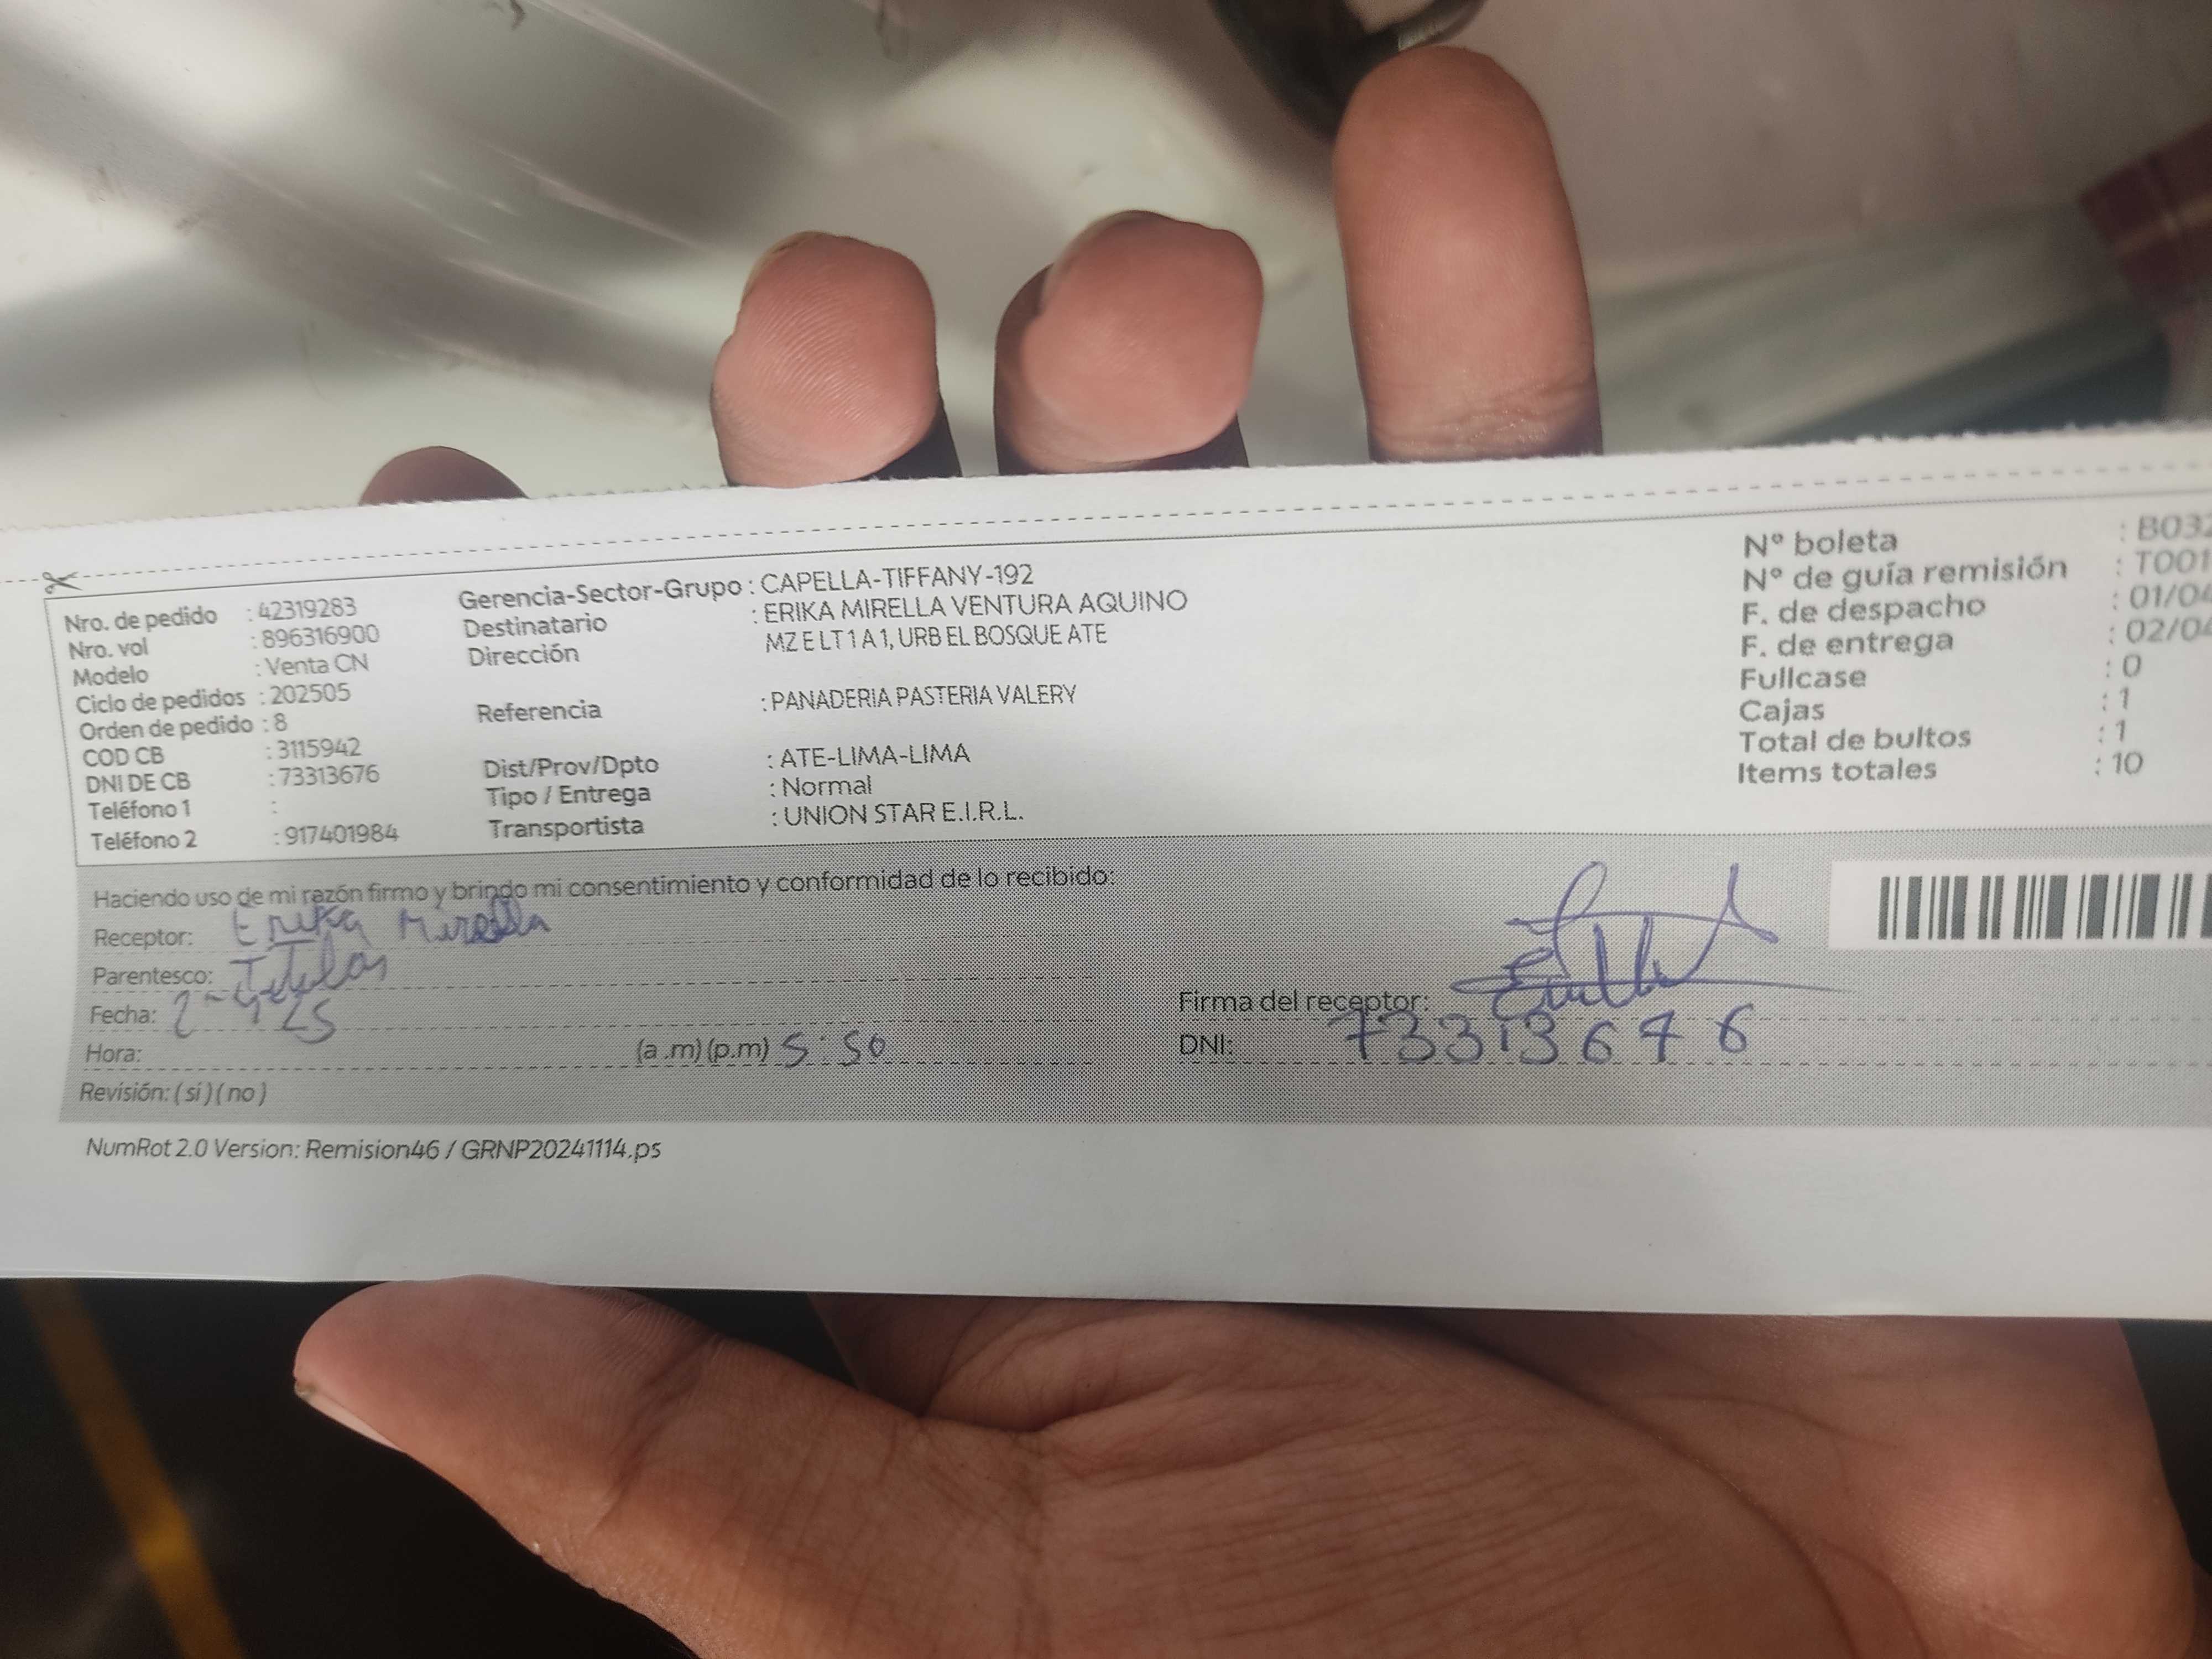 Nro. de pedido : 42319283
Nro. vol : 896316900
Modelo : Venta CN
Ciclo de pedidos : 202505
Orden de pedido : 8
COD CB : 3115942
DNI DE CB : 73313676
Teléfono 1 :
Teléfono 2 : 917401984
Gerencia-Sector-Grupo : CAPELLA-TIFFANY-192
Destinatario : ERIKA MIRELLA VENTURA AQUINO
Dirección MZ E LT 1 A 1, URB EL BOSQUE ATE
Referencia : PANADERIA PASTERIA VALERY
Dist/Prov/Dpto : ATE-LIMA-LIMA
Tipo / Entrega : Normal
Transportista : UNION STAR E.I.R.L.
N° boleta : B032
N° de guía remisión : T001
F. de despacho : 01/04
F. de entrega : 02/04
Fullcase : 0
Cajas : 1
Total de bultos : 1
Items totales : 10
Haciendo uso de mi razón firmo y brindo mi consentimiento y conformidad de lo recibido:
Receptor: Erika Mirella
Parentesco:
Fecha: 2-4-25
Hora: (a .m) (p.m) 5:50
Revisión: ( si ) ( no )
Firma del receptor:
DNI: 73313676
NumRot 2.0 Version: Remision46 / GRNP20241114.ps